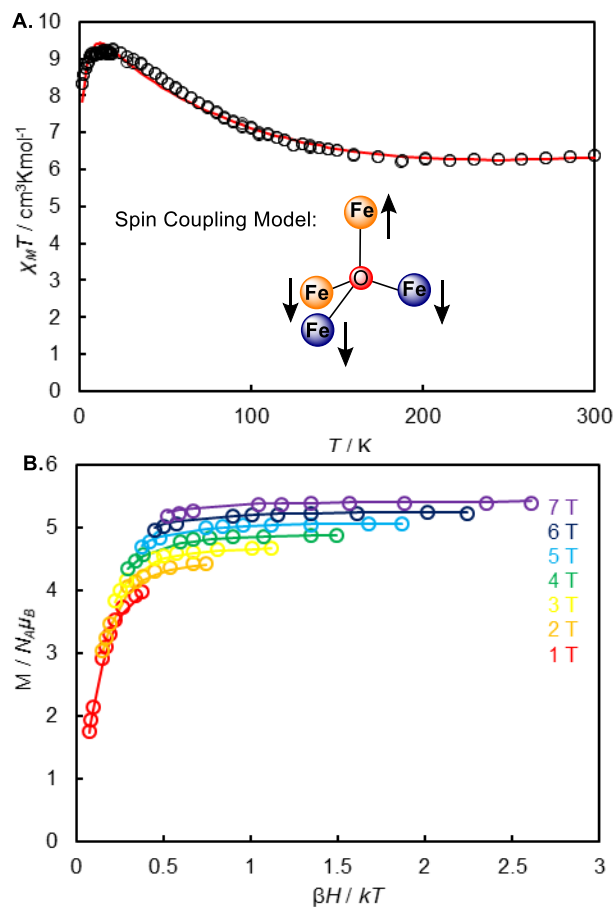 A.
χMT / cm³Kmol⁻¹
10
9
8
7
6
5
4
3
2
1
0
Spin Coupling Model:
Fe
O
Fe
Fe
Fe
0 100 200 300
T / K
B.
M / NAμB
6
5
4
3
2
1
0
7 T
6 T
5 T
4 T
3 T
2 T
1 T
0 0.5 1 1.5 2 2.5 3
βH / kT